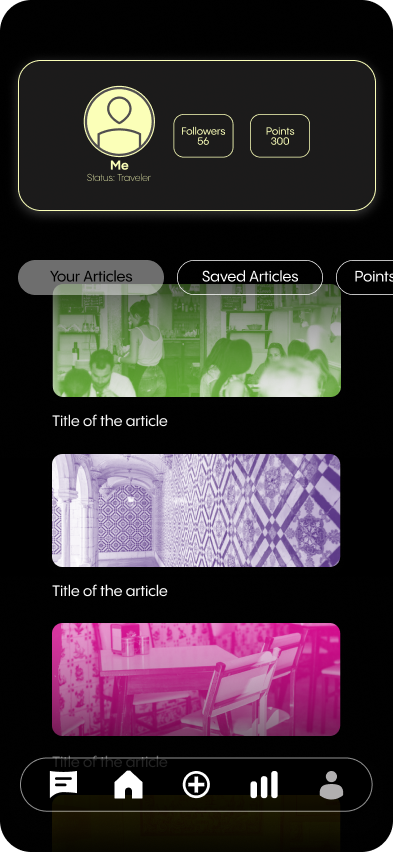 Followers
56
Points
300
Me
Status: Traveler
Your Articles
Saved Articles
Points
Title of the article
Title of the article
Title of the article